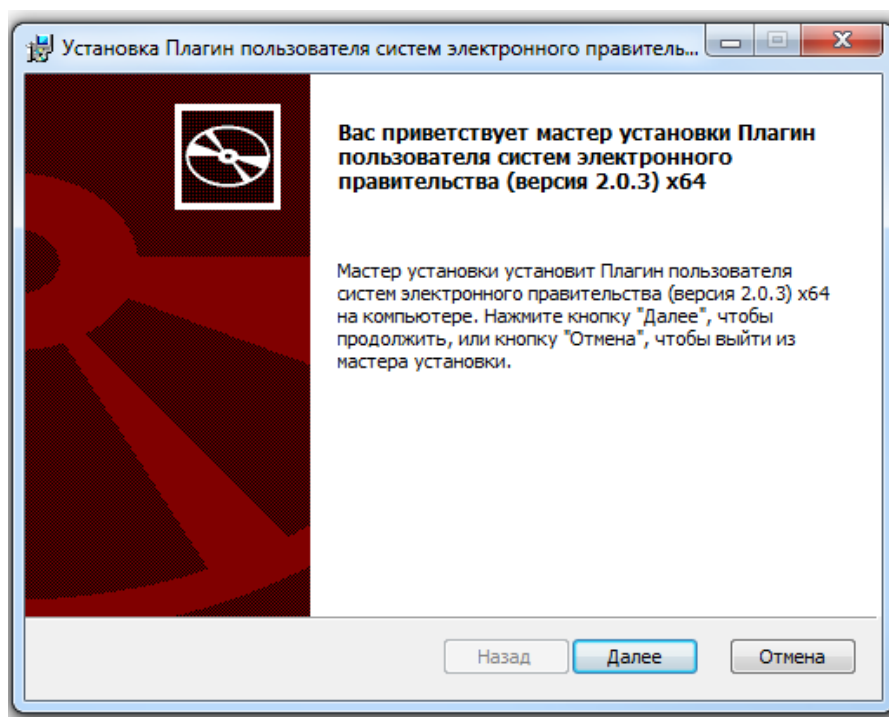 Установка Плагин пользователя систем электронного правитель...
Вас приветствует мастер установки Плагин
пользователя систем электронного
правительства (версия 2.0.3) x64
Мастер установки установит Плагин пользователя
систем электронного правительства (версия 2.0.3) x64
на компьютере. Нажмите кнопку "Далее", чтобы
продолжить, или кнопку "Отмена", чтобы выйти из
мастера установки.
Назад
Далее
Отмена